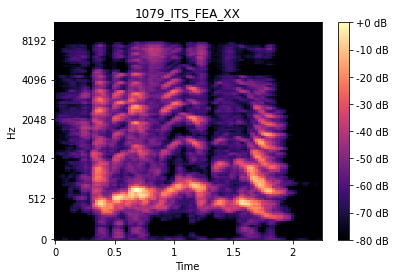 1079_ITS_FEA_XX
Hz
8192
4096
2048
1024
512
0
0
0.5
1
1.5
2
Time
+0 dB
-10 dB
-20 dB
-30 dB
-40 dB
-50 dB
-60 dB
-70 dB
-80 dB